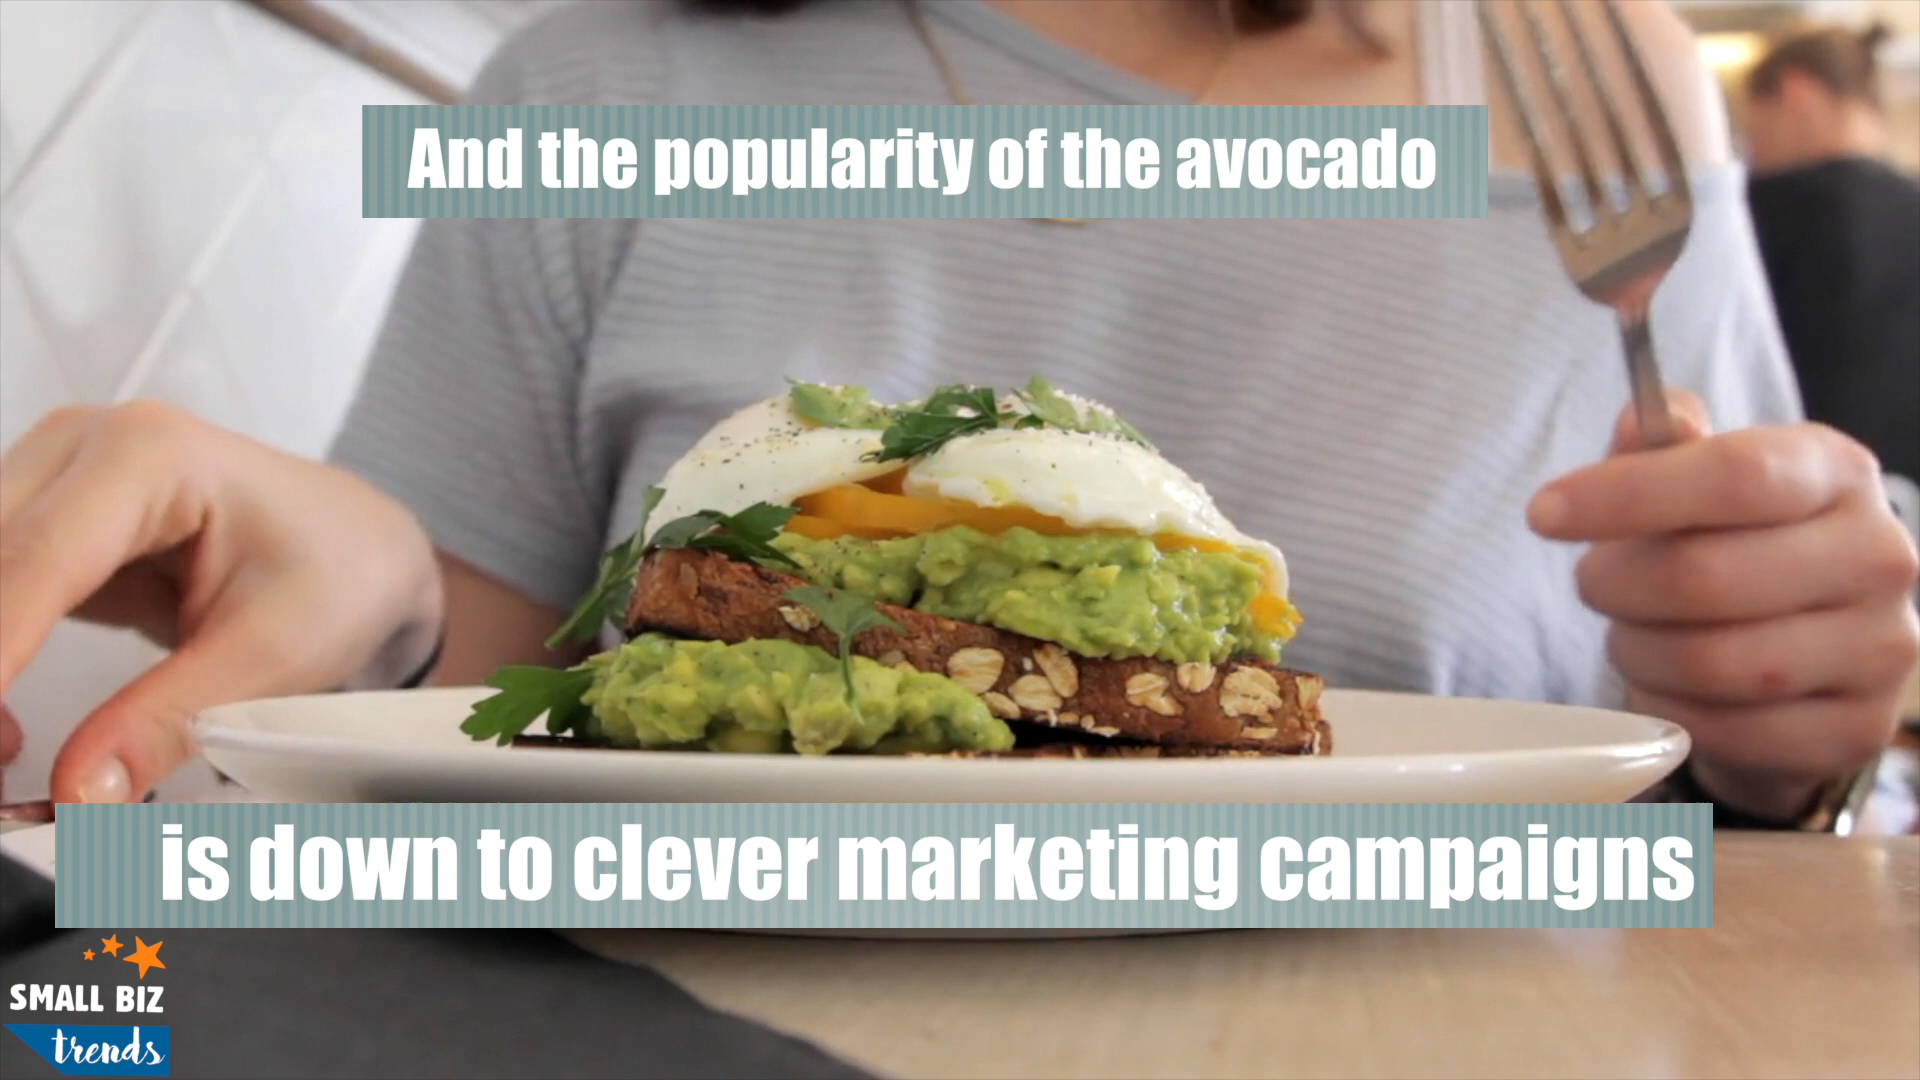 And the popularity of the avocado
is down to clever marketing campaigns
SMALL BIZ
trends